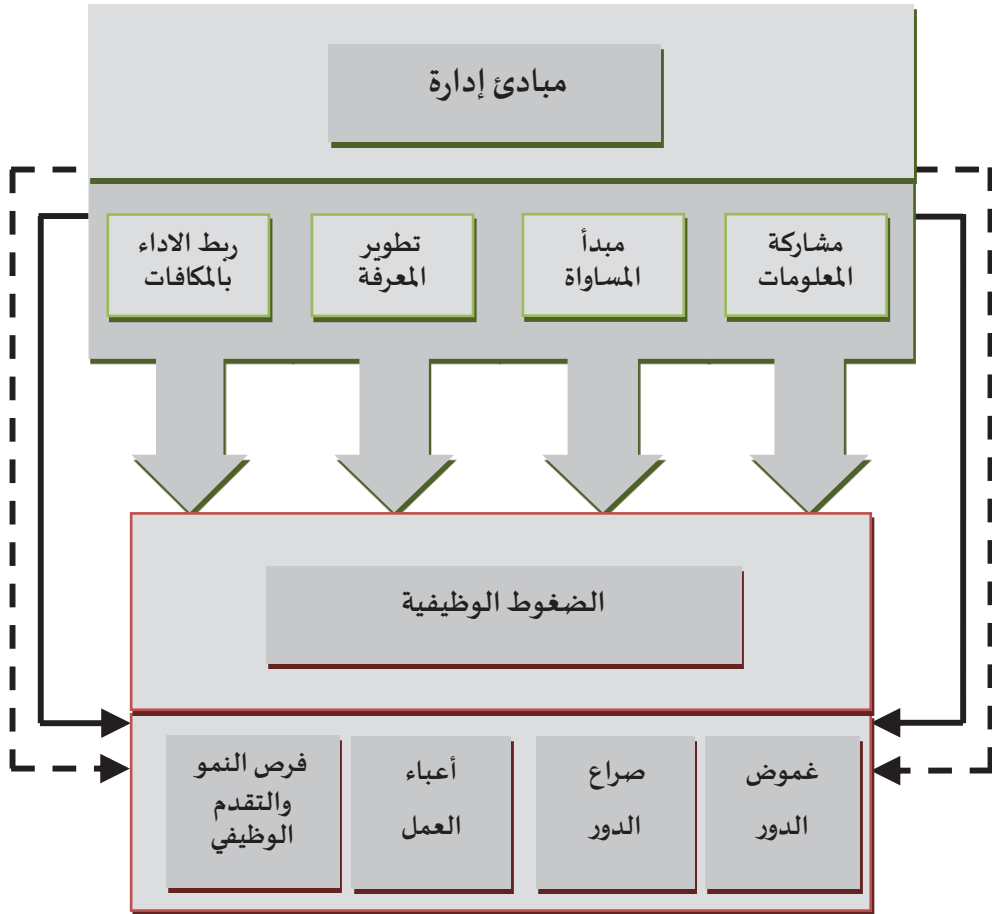 مبادئ إدارة
مشاركة
المعلومات
مبدأ
المساواة
تطوير
المعرفة
ربط الاداء
بالمكافات
الضغوط الوظيفية
غموض
الدور
صراع
الدور
أعباء
العمل
فرص النمو
والتقدم
الوظيفي